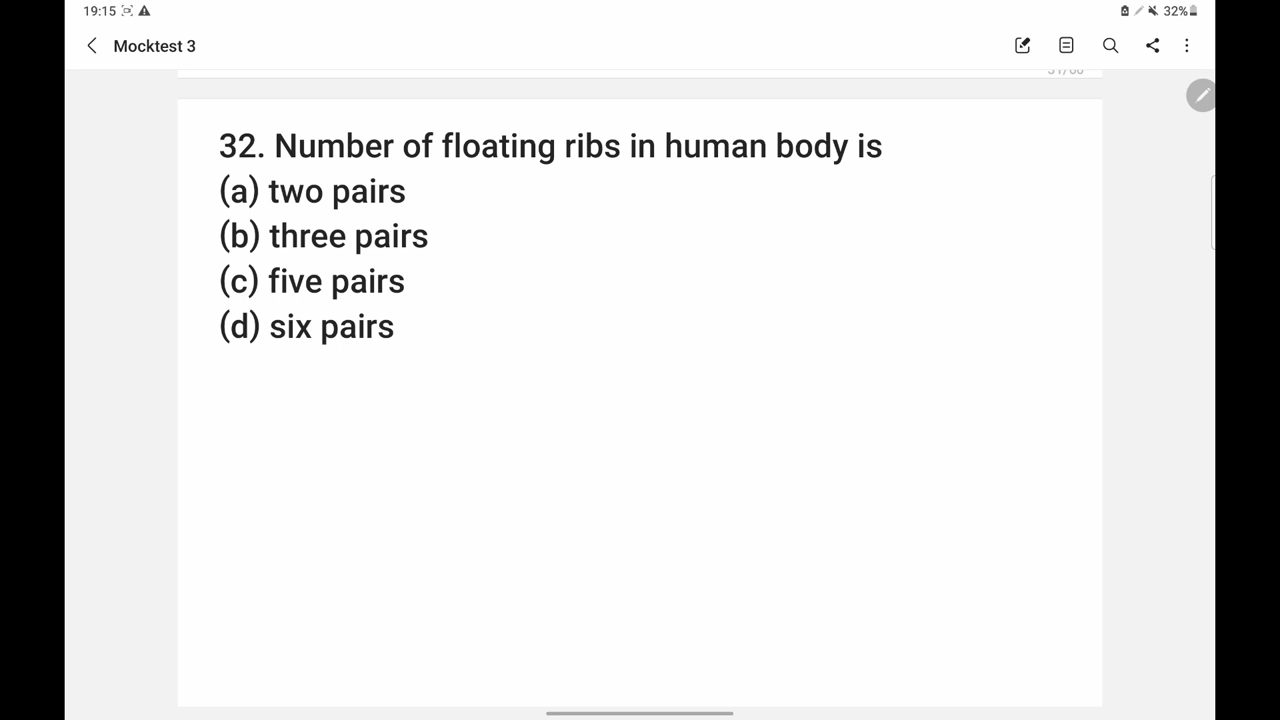 19:15
32%
Mocktest 3
32. Number of floating ribs in human body is
(a) two pairs
(b) three pairs
(c) five pairs
(d) six pairs